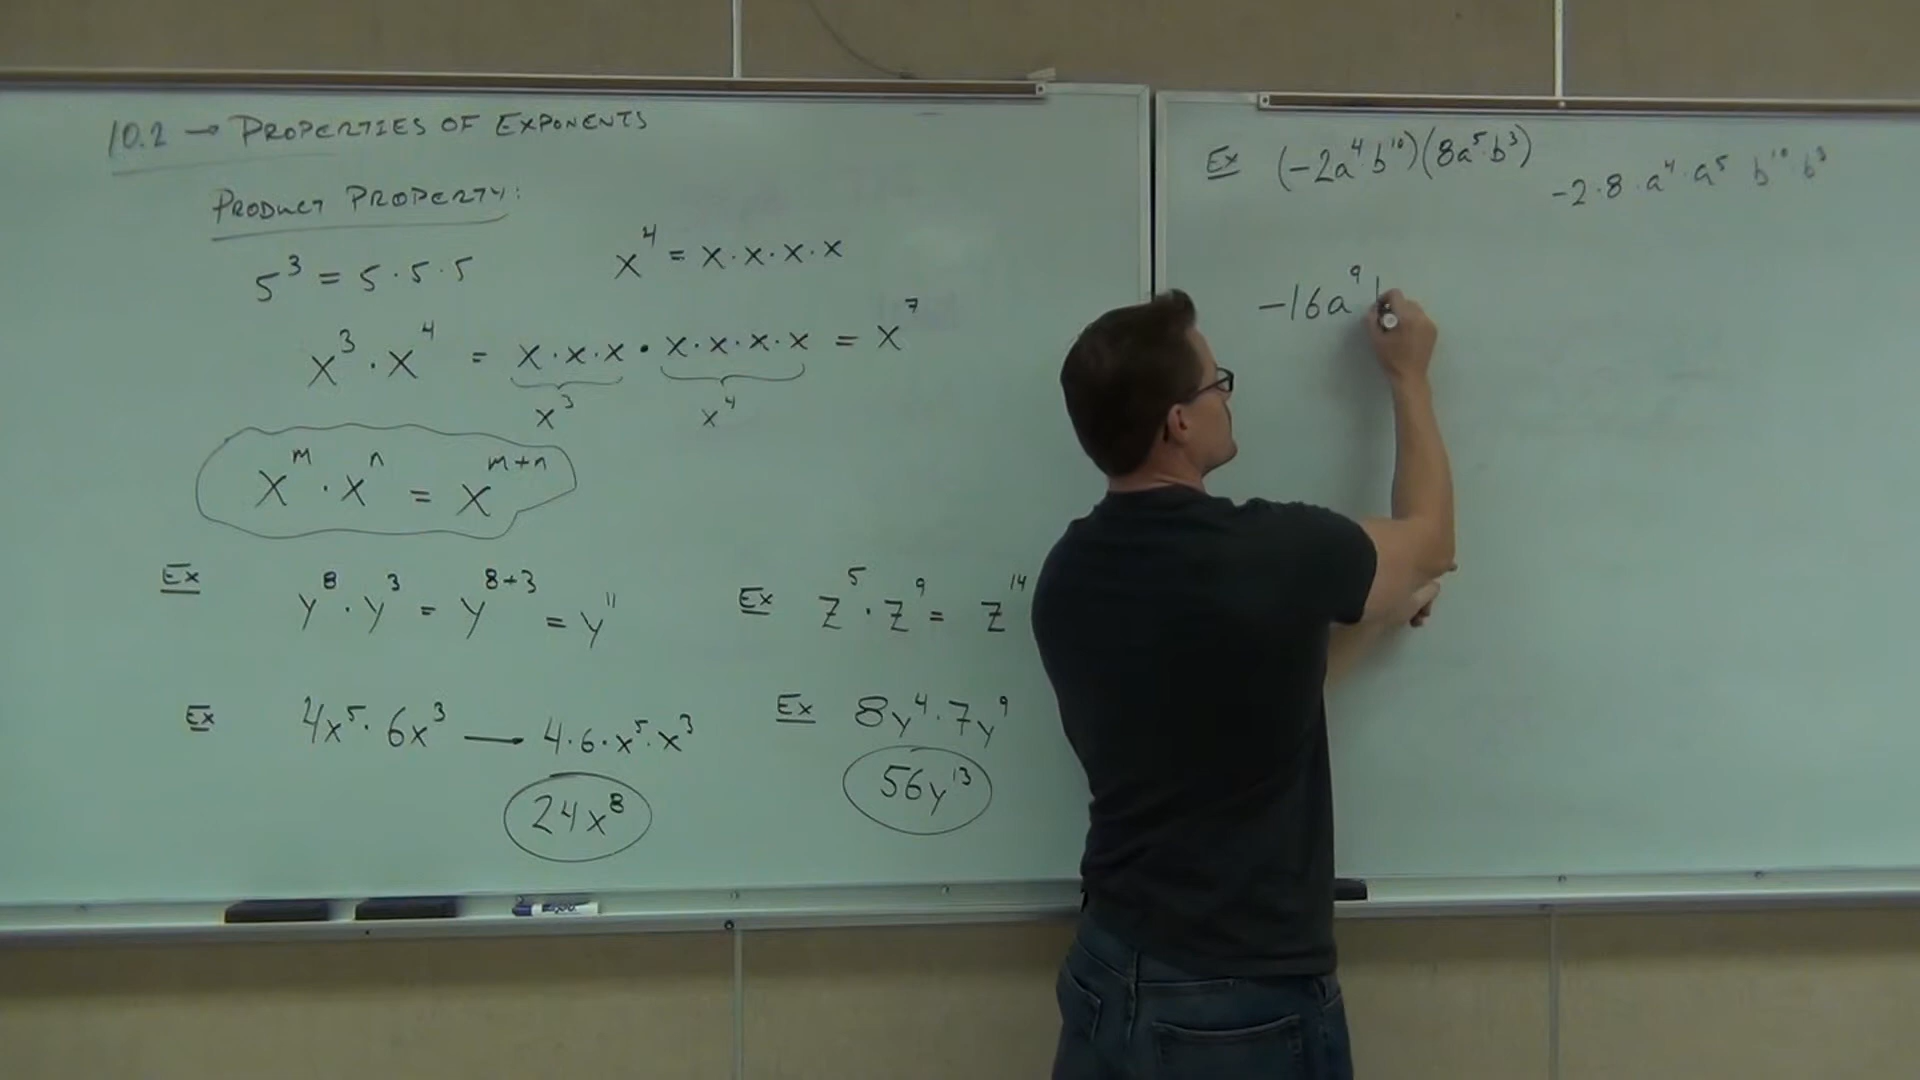 10.2 → PROPERTIES OF EXPONENTS
PRODUCT PROPERTY:
5³ = 5·5·5
x⁴ = x·x·x·x
x³·x⁴ = x·x·x·x·x·x·x = x⁷
x³ x⁴
xᵐ·xⁿ = xᵐ⁺ⁿ
Ex y⁸·y³ = y⁸⁺³ = y¹¹
Ex z⁵·z⁹ = z¹⁴
Ex 4x⁵·6x³ — 4·6·x⁵·x³
24x⁸
Ex 8y⁴·7y⁹
56y¹³
Ex (-2a⁴b¹⁰)(8a⁵b³)
-2·8·a⁴·a⁵ b¹⁰·b³
-16a⁹